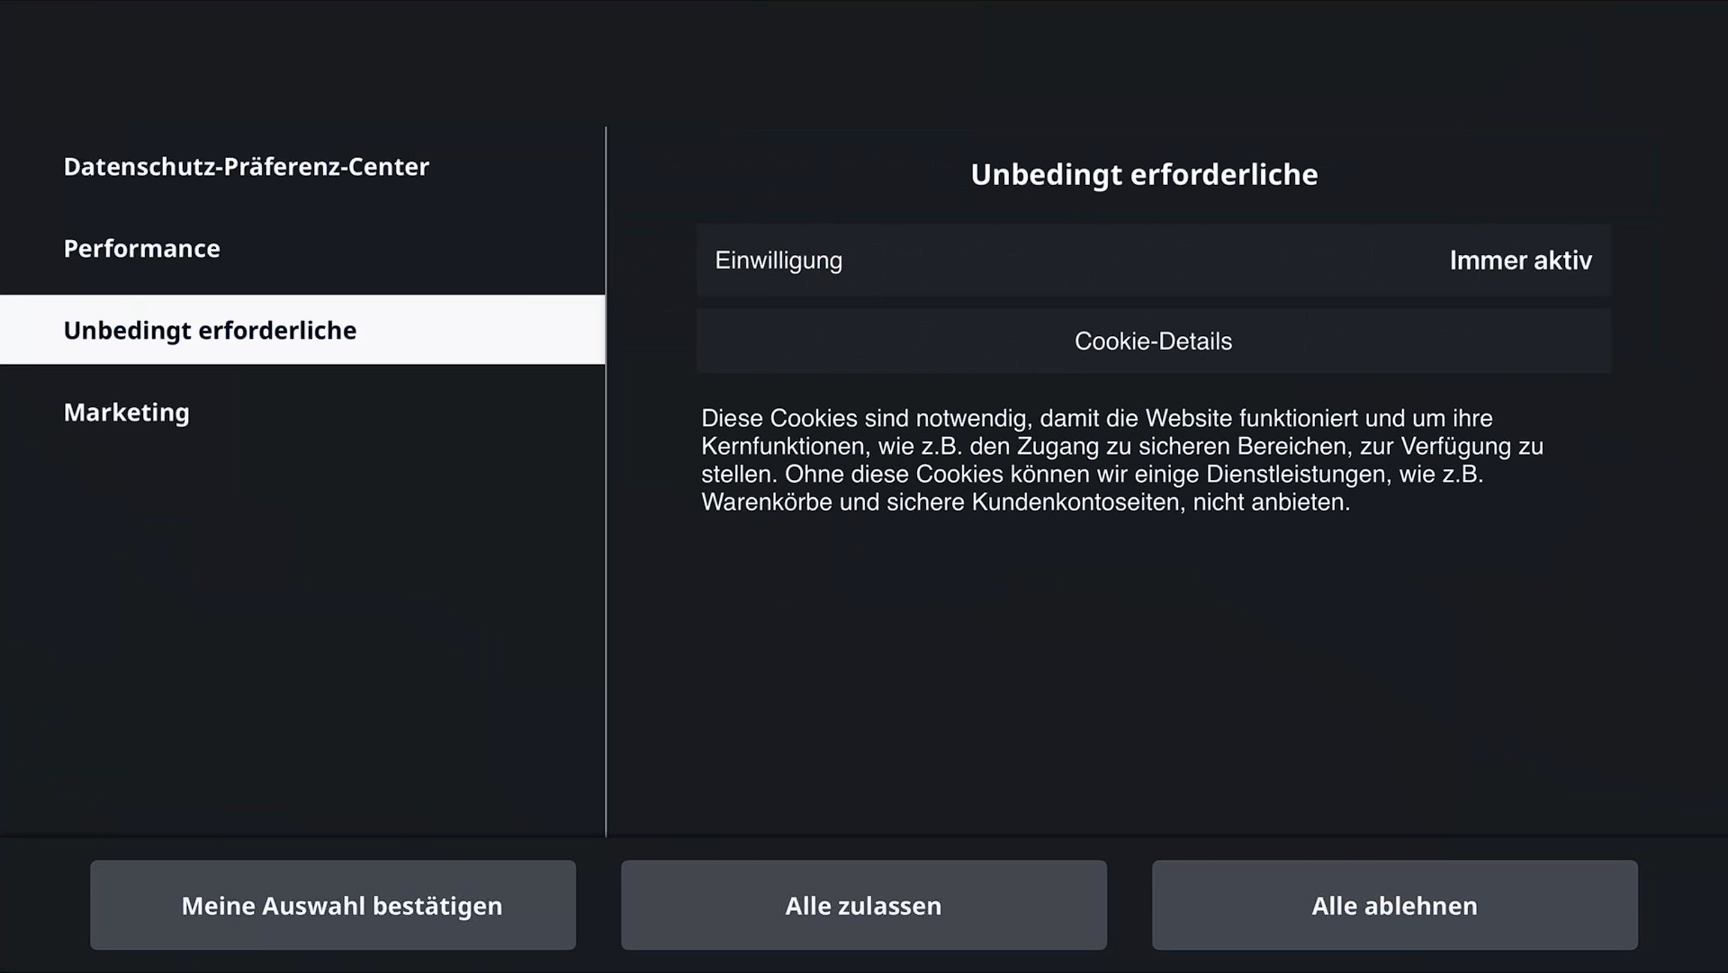 Datenschutz-Präferenz-Center
Performance
Unbedingt erforderliche
Marketing
Unbedingt erforderliche
Einwilligung Immer aktiv
Cookie-Details
Diese Cookies sind notwendig, damit die Website funktioniert und um ihre
Kernfunktionen, wie z.B. den Zugang zu sicheren Bereichen, zur Verfügung zu
stellen. Ohne diese Cookies können wir einige Dienstleistungen, wie z.B.
Warenkörbe und sichere Kundenkontoseiten, nicht anbieten.
Meine Auswahl bestätigen
Alle zulassen
Alle ablehnen